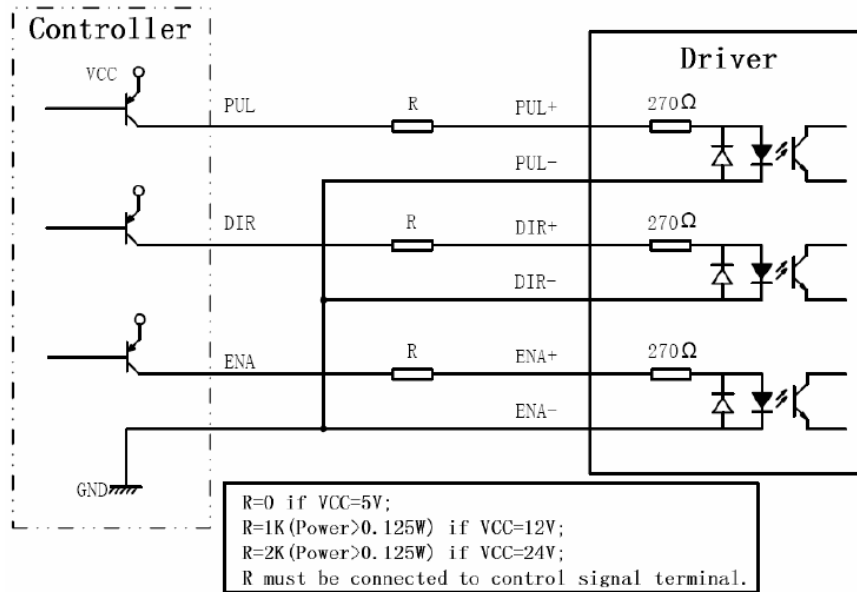 Controller
Driver
VCC
PUL
R
PUL+
270Ω
PUL-
DIR
R
DIR+
270Ω
DIR-
ENA
R
ENA+
270Ω
ENA-
GND
R=0 if VCC=5V;
R=1K(Power>0.125W) if VCC=12V;
R=2K(Power>0.125W) if VCC=24V;
R must be connected to control signal terminal.